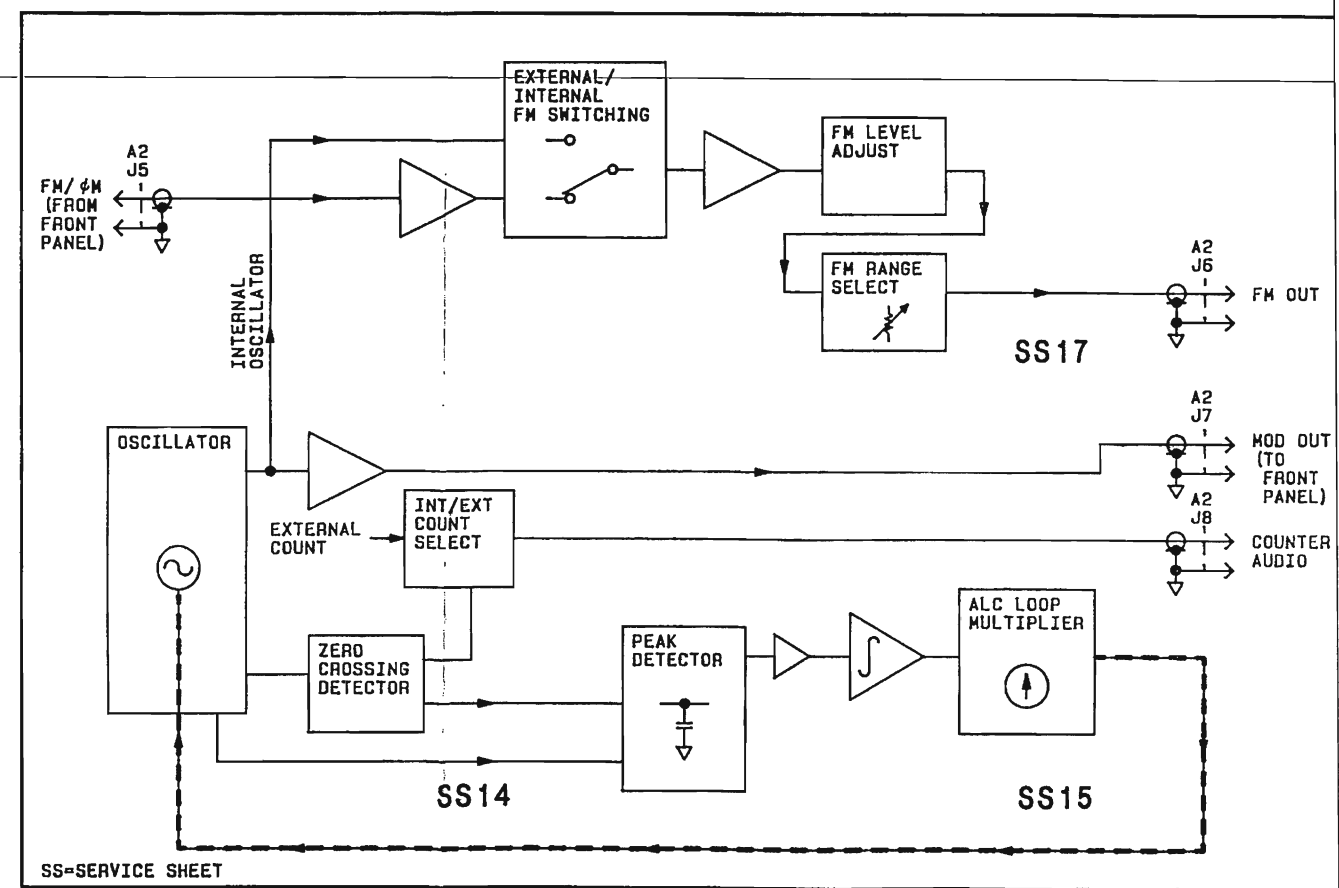 EXTERNAL/
INTERNAL
FM SWITCHING
FM LEVEL
ADJUST
A2
J5
FM/ϕM
(FROM
FRONT
PANEL)
FM RANGE
SELECT
A2
J6
FM OUT
INTERNAL
OSCILLATOR
SS17
A2
J7
MOD OUT
(TO
FRONT
PANEL)
OSCILLATOR
INT/EXT
COUNT
SELECT
EXTERNAL
COUNT
A2
J8
COUNTER
AUDIO
ZERO
CROSSING
DETECTOR
PEAK
DETECTOR
ALC LOOP
MULTIPLIER
SS14
SS15
SS=SERVICE SHEET